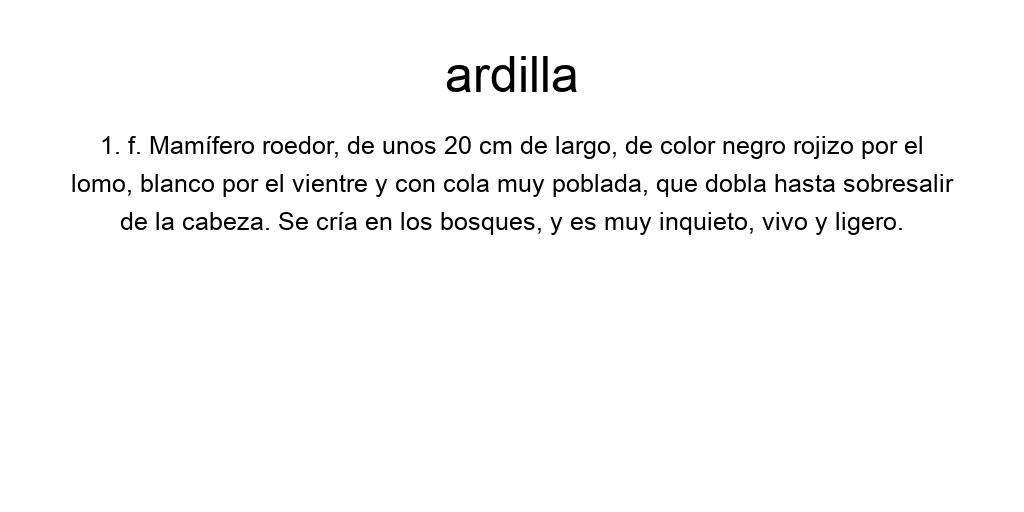 ardilla
1. f. Mamífero roedor, de unos 20 cm de largo, de color negro rojizo por el
lomo, blanco por el vientre y con cola muy poblada, que dobla hasta sobresalir
de la cabeza. Se cría en los bosques, y es muy inquieto, vivo y ligero.